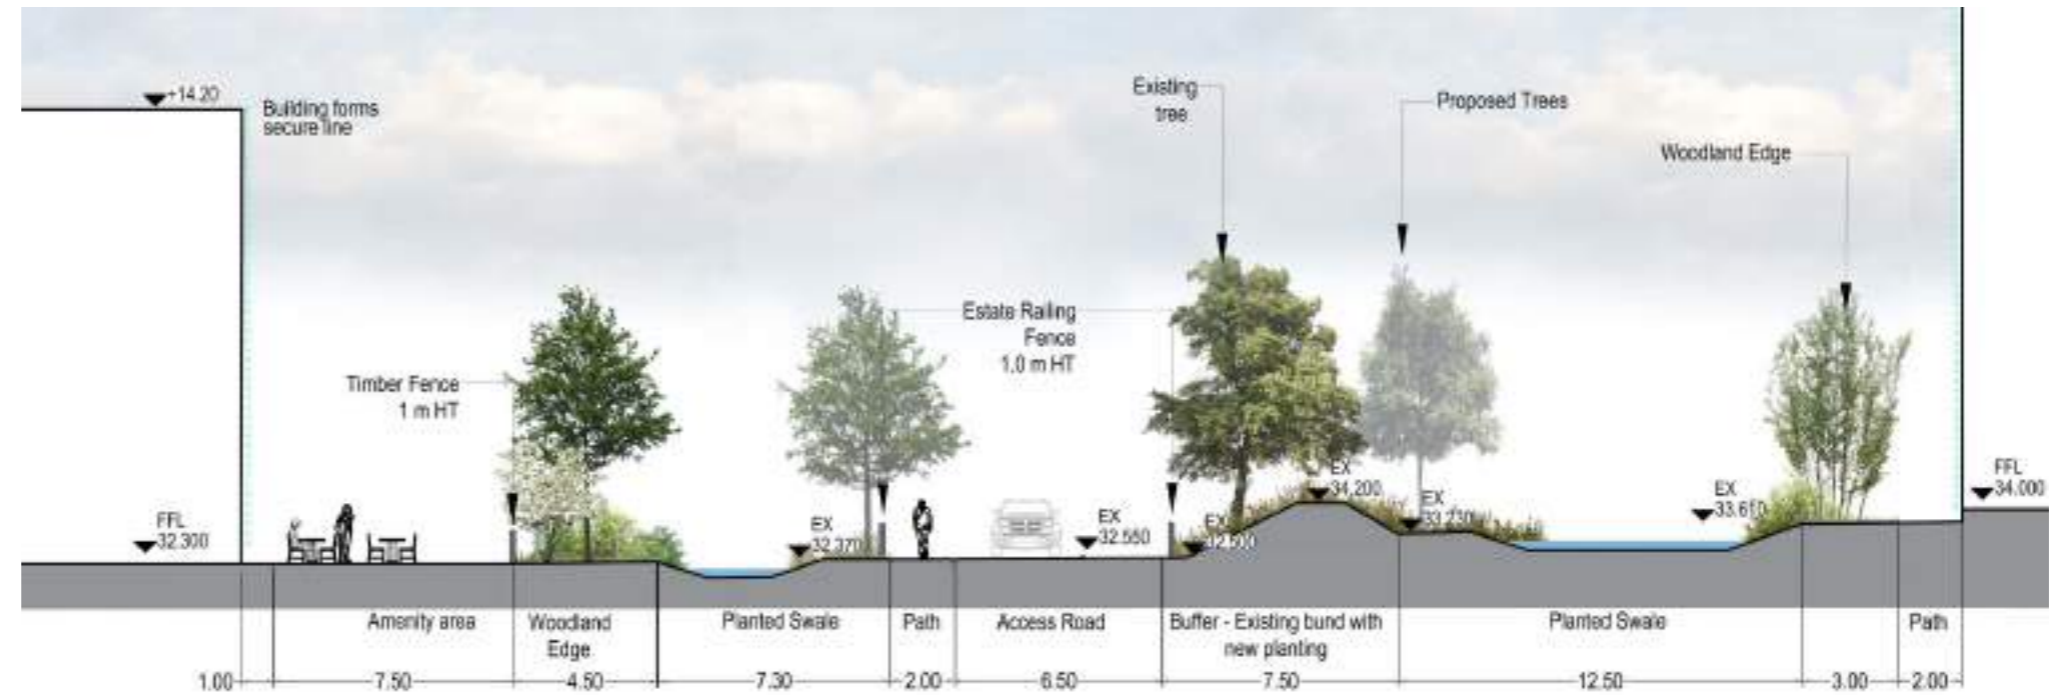 +14.20
Building forms
secure line
Existing
tree
Proposed Trees
Woodland Edge
Estate Railing
Fence
1.0 m HT
Timber Fence
1 m HT
FFL
32.300
EX
32.370
EX
32.550
EX
32.500
EX
34.200
EX
33.230
EX
33.610
FFL
34.000
Amenity area
Woodland
Edge
Planted Swale
Path
Access Road
Buffer - Existing bund with
new planting
Planted Swale
Path
1.00
7.50
4.50
7.30
2.00
6.50
7.50
12.50
3.00
2.00